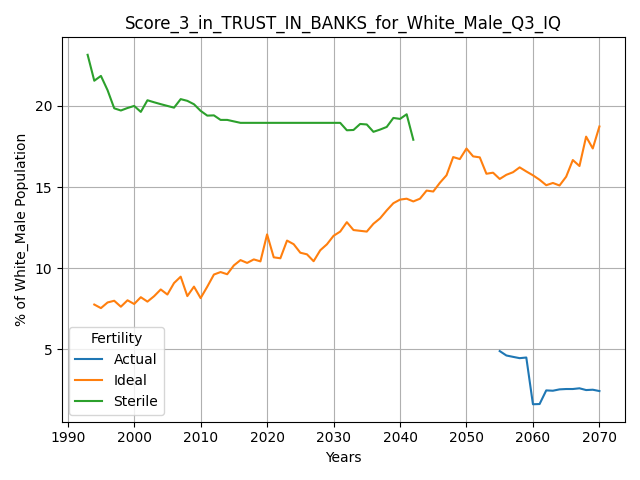 Score_3_in_TRUST_IN_BANKS_for_White_Male_Q3_IQ
% of White_Male Population
20
15
10
5
Fertility
Actual
Ideal
Sterile
1990 2000 2010 2020 2030 2040 2050 2060 2070
Years